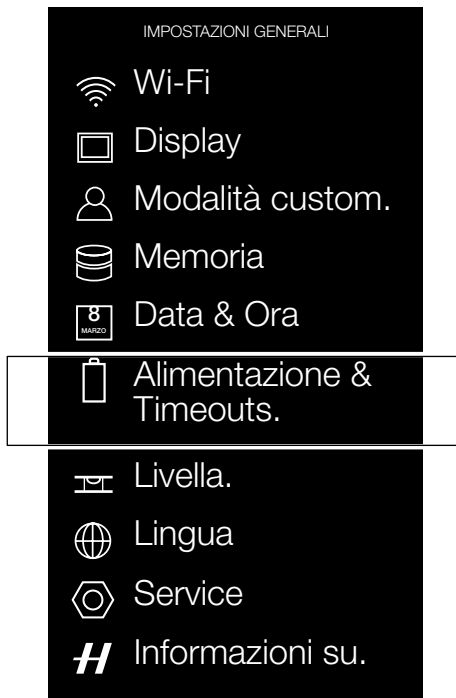 IMPOSTAZIONI GENERALI
Wi-Fi
Display
Modalità custom.
Memoria
8
MARZO
Data & Ora
Alimentazione &
Timeouts.
Livella.
Lingua
Service
Informazioni su.